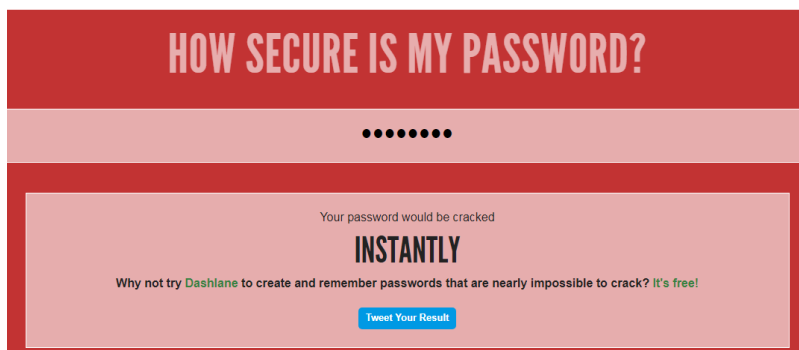 HOW SECURE IS MY PASSWORD?
••••••••
Your password would be cracked
INSTANTLY
Why not try Dashlane to create and remember passwords that are nearly impossible to crack? It's free!
Tweet Your Result